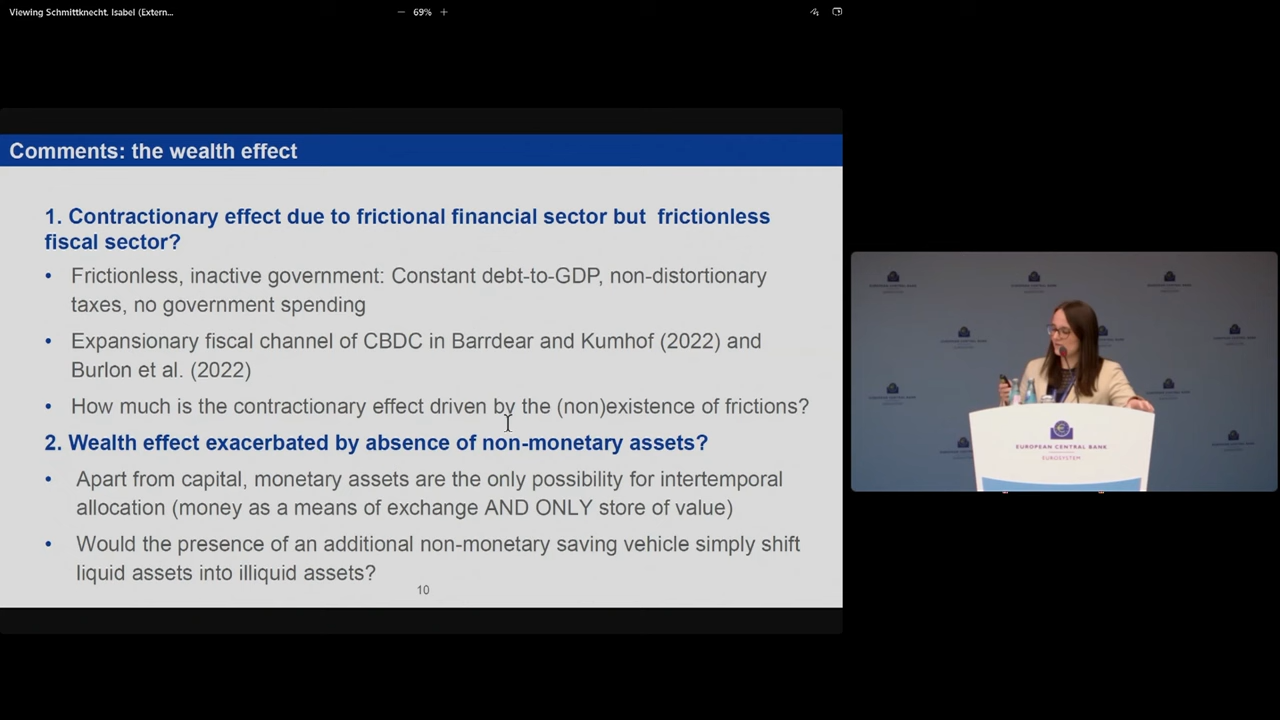 Viewing Schmittknecht. Isabel (Extern...
69%
Comments: the wealth effect
1. Contractionary effect due to frictional financial sector but frictionless
fiscal sector?
• Frictionless, inactive government: Constant debt-to-GDP, non-distortionary
taxes, no government spending
• Expansionary fiscal channel of CBDC in Barrdear and Kumhof (2022) and
Burlon et al. (2022)
• How much is the contractionary effect driven by the (non)existence of frictions?
2. Wealth effect exacerbated by absence of non-monetary assets?
• Apart from capital, monetary assets are the only possibility for intertemporal
allocation (money as a means of exchange AND ONLY store of value)
• Would the presence of an additional non-monetary saving vehicle simply shift
liquid assets into illiquid assets?
10
EUROPEAN CENTRAL BANK
EUROSYSTEM